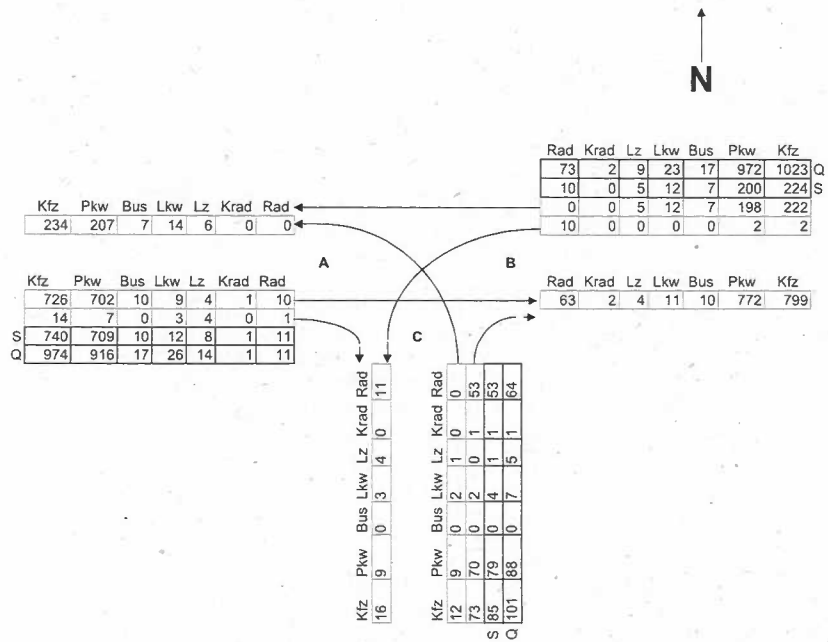 N
Rad Krad Lz Lkw Bus Pkw Kfz
73 2 9 23 17 972 1023 Q
10 0 5 12 7 200 224 S
0 0 5 12 7 198 222
10 0 0 0 0 2 2
Kfz Pkw Bus Lkw Lz Krad Rad
234 207 7 14 6 0 0
A
B
Kfz Pkw Bus Lkw Lz Krad Rad
726 702 10 9 4 1 10
14 7 0 3 4 0 1
S 740 709 10 12 8 1 11
Q 974 916 17 26 14 1 11
Rad Krad Lz Lkw Bus Pkw Kfz
63 2 4 11 10 772 799
C
Kfz Pkw Bus Lkw Lz Krad Rad
16 9 0 3 4 0 11
Kfz Pkw Bus Lkw Lz Krad Rad
12 9 0 2 1 0 0
73 70 0 2 0 1 53
S 85 79 0 4 1 1 53
Q 101 88 0 7 5 1 64